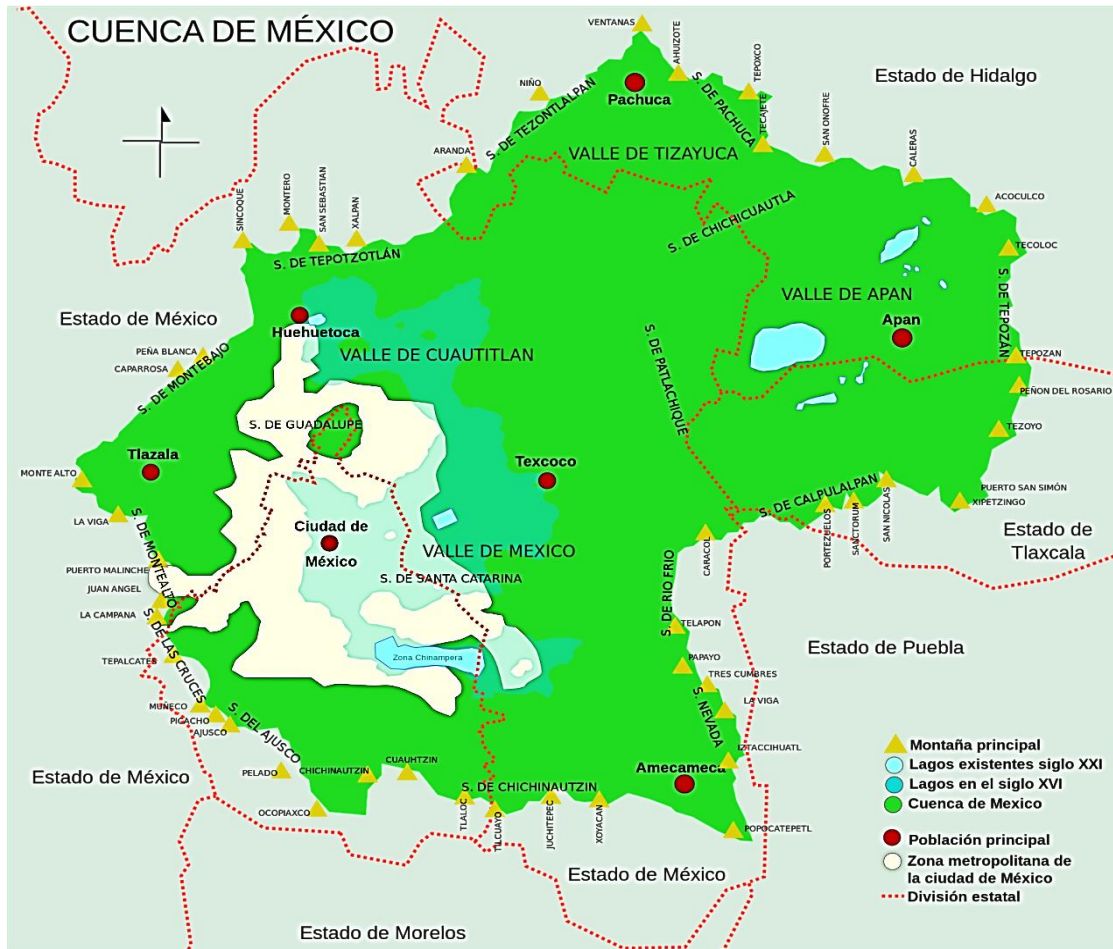 CUENCA DE MÉXICO
VENTANAS
AHUIZOTE
S. DE PACHUCA
TEPOXCO
Estado de Hidalgo
NIÑO
Pachuca
S. DE TEZONTLALPAN
TECAJETE
SAN ONOFRE
CALERAS
ARANDA
VALLE DE TIZAYUCA
ACOCULCO
SINCOQUE
MONTERO
SAN SEBASTIAN
XALPAN
S. DE CHICHICUAUTLA
TECOLOC
S. DE TEPOTZOTLÁN
S. DE TEPOZÁN
VALLE DE APAN
Estado de México
Huehuetoca
Apan
PEÑA BLANCA
VALLE DE CUAUTITLAN
TEPOZAN
CAPARROSA
S. DE MONTEBAJO
S. DE PATLACHIQUE
PEÑON DEL ROSARIO
S. DE GUADALUPE
TEZOYO
Tlazala
Texcoco
MONTE ALTO
S. DE CALPULALPAN
PUERTO SAN SIMÓN
XIPETZINGO
LA VIGA
PORTEZUELOS
SANCTORUM
SAN NICOLAS
Ciudad de
México
Estado de
Tlaxcala
S. DE MONTEALTO
VALLE DE MEXICO
CARACOL
PUERTO MALINCHE
S. DE SANTA CATARINA
JUAN ANGEL
S. DE RIO FRIO
LA CAMPANA
TELAPON
Estado de Puebla
S. DE LAS CRUCES
TEPALCATES
Zona Chinampera
PAPAYO
TRES CUMBRES
MUÑECO
S. NEVADA
LA VIGA
PICACHO
AJUSCO
S. DEL AJUSCO
IZTACCIHUATL
Estado de México
PELADO
CHICHINAUTZIN
CUAUHTZIN
Amecameca
S. DE CHICHINAUTZIN
OCOPIAXCO
TLALOC
TILCUAYO
JUCHITEPEC
XOYACAN
POPOCATEPETL
Estado de México
Estado de Morelos
Montaña principal
Lagos existentes siglo XXI
Lagos en el siglo XVI
Cuenca de Mexico
Población principal
Zona metropolitana de
la ciudad de México
División estatal